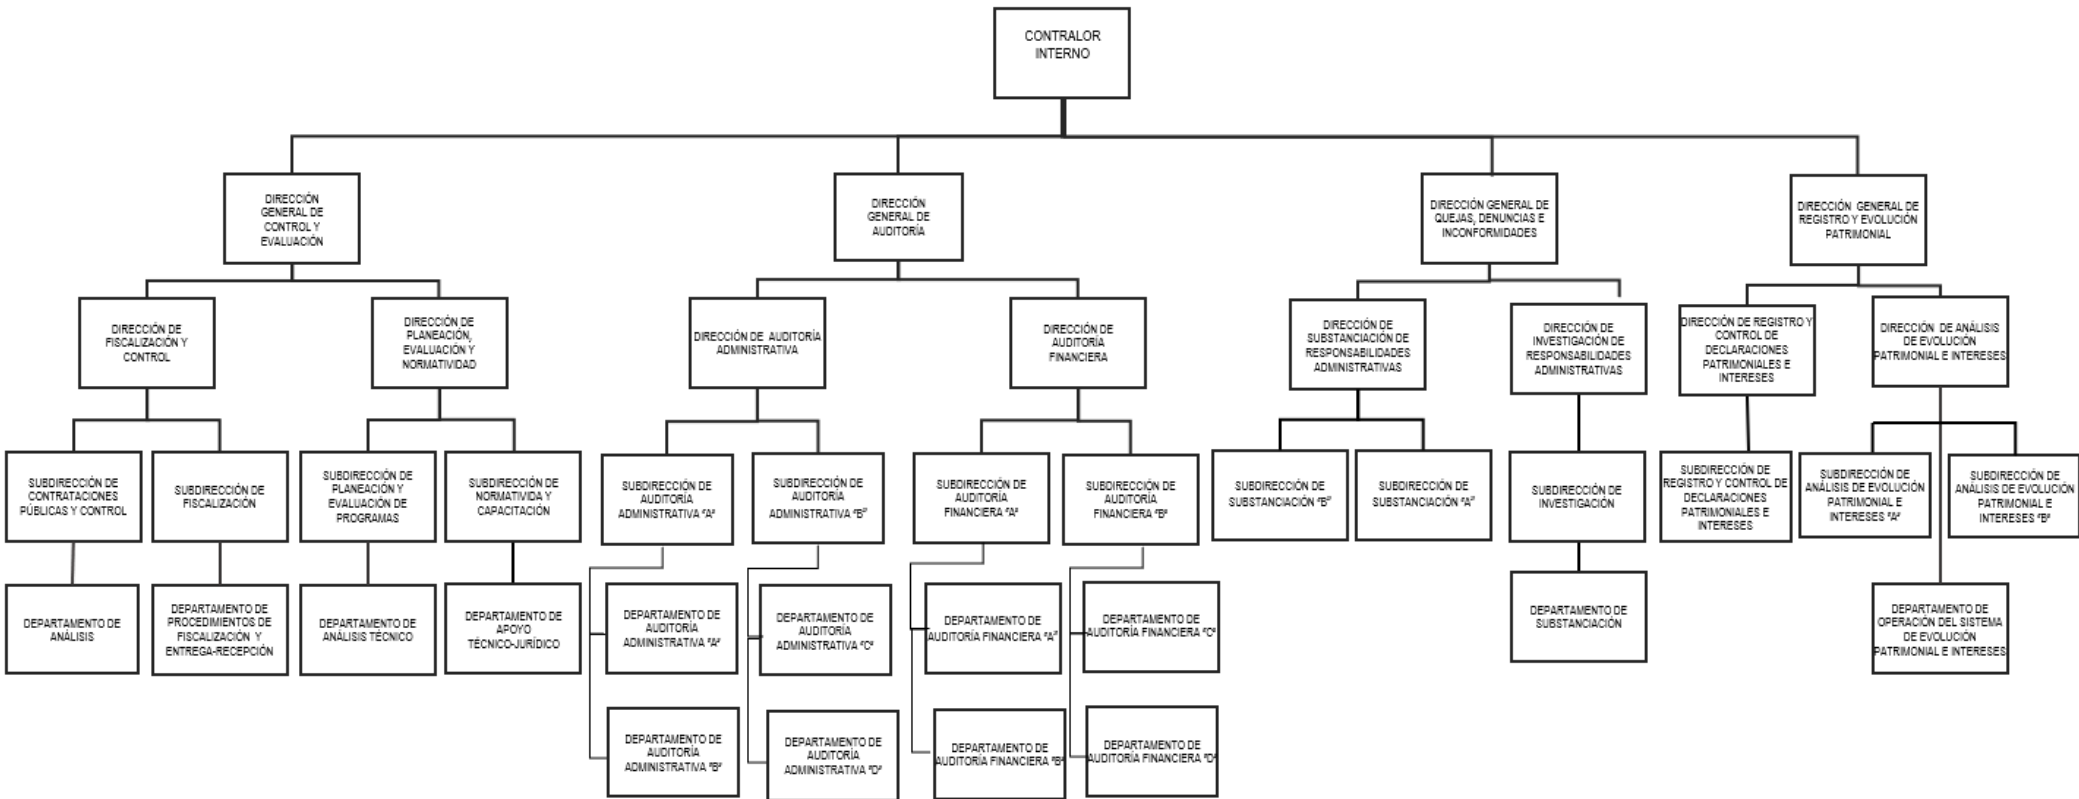 CONTRALOR
INTERNO
DIRECCIÓN
GENERAL DE
CONTROL Y
EVALUACIÓN
DIRECCIÓN
GENERAL DE
AUDITORÍA
DIRECCIÓN GENERAL DE
QUEJAS, DENUNCIAS E
INCONFORMIDADES
DIRECCIÓN GENERAL DE
REGISTRO Y EVOLUCIÓN
PATRIMONIAL
DIRECCIÓN DE
FISCALIZACIÓN Y
CONTROL
DIRECCIÓN DE
PLANEACIÓN,
EVALUACIÓN Y
NORMATIVIDAD
DIRECCIÓN DE AUDITORÍA
ADMINISTRATIVA
DIRECCIÓN DE
AUDITORÍA
FINANCIERA
DIRECCIÓN DE
SUBSTANCIACIÓN DE
RESPONSABILIDADES
ADMINISTRATIVAS
DIRECCIÓN DE
INVESTIGACIÓN DE
RESPONSABILIDADES
ADMINISTRATIVAS
DIRECCIÓN DE REGISTRO Y
CONTROL DE
DECLARACIONES
PATRIMONIALES E
INTERESES
DIRECCIÓN DE ANÁLISIS
DE EVOLUCIÓN
PATRIMONIAL E INTERESES
SUBDIRECCIÓN DE
CONTRATACIONES
PÚBLICAS Y CONTROL
SUBDIRECCIÓN DE
FISCALIZACIÓN
SUBDIRECCIÓN DE
PLANEACIÓN Y
EVALUACIÓN DE
PROGRAMAS
SUBDIRECCIÓN DE
NORMATIVIDA Y
CAPACITACIÓN
SUBDIRECCIÓN DE
AUDITORÍA
ADMINISTRATIVA "A"
SUBDIRECCIÓN DE
AUDITORÍA
ADMINISTRATIVA "B"
SUBDIRECCIÓN DE
AUDITORÍA
FINANCIERA "A"
SUBDIRECCIÓN DE
AUDITORÍA
FINANCIERA "B"
SUBDIRECCIÓN DE
SUBSTANCIACIÓN "B"
SUBDIRECCIÓN DE
SUBSTANCIACIÓN "A"
SUBDIRECCIÓN DE
INVESTIGACIÓN
SUBDIRECCIÓN DE
REGISTRO Y CONTROL DE
DECLARACIONES
PATRIMONIALES E
INTERESES
SUBDIRECCIÓN DE
ANÁLISIS DE EVOLUCIÓN
PATRIMONIAL E
INTERESES "A"
SUBDIRECCIÓN DE
ANÁLISIS DE EVOLUCIÓN
PATRIMONIAL E
INTERESES "B"
DEPARTAMENTO DE
ANÁLISIS
DEPARTAMENTO DE
PROCEDIMIENTOS DE
FISCALIZACIÓN Y
ENTREGA-RECEPCIÓN
DEPARTAMENTO DE
ANÁLISIS TÉCNICO
DEPARTAMENTO DE
APOYO
TÉCNICO-JURÍDICO
DEPARTAMENTO DE
AUDITORÍA
ADMINISTRATIVA "A"
DEPARTAMENTO DE
AUDITORÍA
ADMINISTRATIVA "C"
DEPARTAMENTO DE
AUDITORÍA FINANCIERA "A"
DEPARTAMENTO DE
AUDITORÍA FINANCIERA "C"
DEPARTAMENTO DE
SUBSTANCIACIÓN
DEPARTAMENTO DE
OPERACIÓN DEL SISTEMA
DE EVOLUCIÓN
PATRIMONIAL E INTERESES
DEPARTAMENTO DE
AUDITORÍA
ADMINISTRATIVA "B"
DEPARTAMENTO DE
AUDITORÍA
ADMINISTRATIVA "D"
DEPARTAMENTO DE
AUDITORÍA FINANCIERA "B"
DEPARTAMENTO DE
AUDITORÍA FINANCIERA "D"